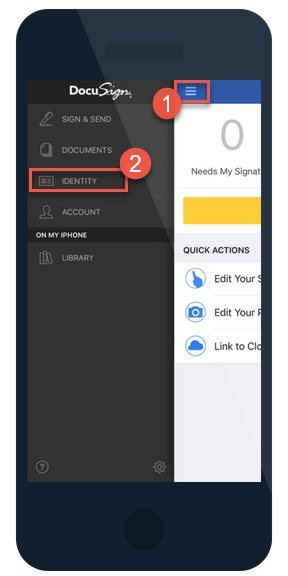 DocuSign
1
SIGN & SEND
0
DOCUMENTS
2
Needs My Signat
IDENTITY
ACCOUNT
ON MY IPHONE
LIBRARY
QUICK ACTIONS
Edit Your S
Edit Your P
Link to Clo
?